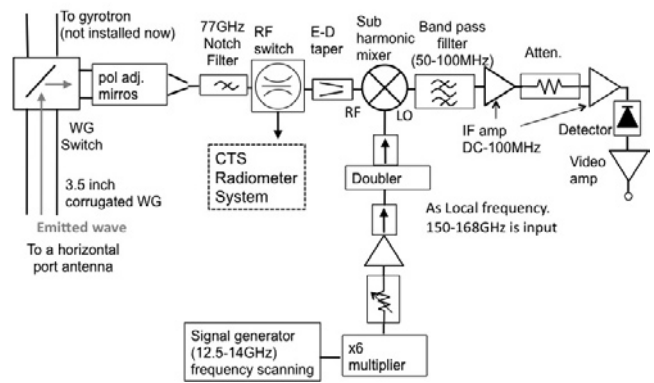 To gyrotron
(not installed now)
77GHz
Notch
Filter
RF
switch
E-D
taper
Sub
harmonic
mixer
Band pass
fillter
(50-100MHz)
Atten.
pol adj.
mirros
RF
LO
IF amp
DC-100MHz
Detector
Video
amp
WG
Switch
CTS
Radiometer
System
Doubler
3.5 inch
corrugated WG
Emitted wave
To a horizontal
port antenna
As Local frequency.
150-168GHz is input
Signal generator
(12.5-14GHz)
frequency scanning
x6
multiplier